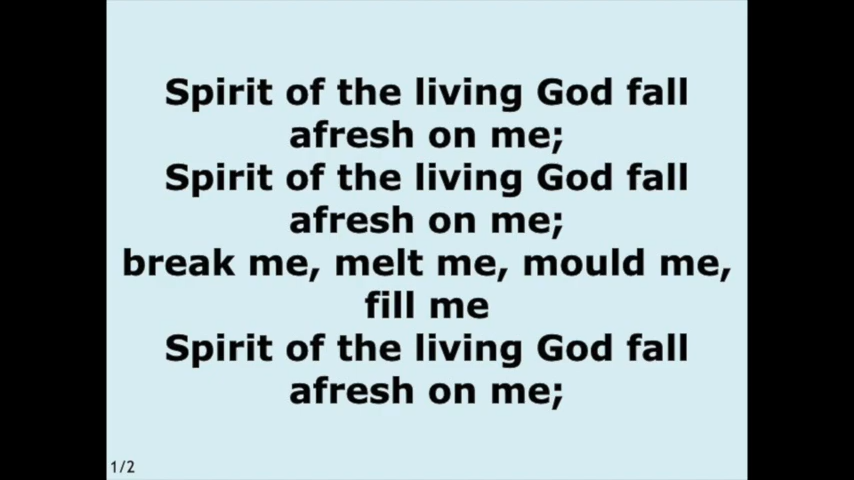 Spirit of the living God fall
afresh on me;
Spirit of the living God fall
afresh on me;
break me, melt me, mould me,
fill me
Spirit of the living God fall
afresh on me;
1/2